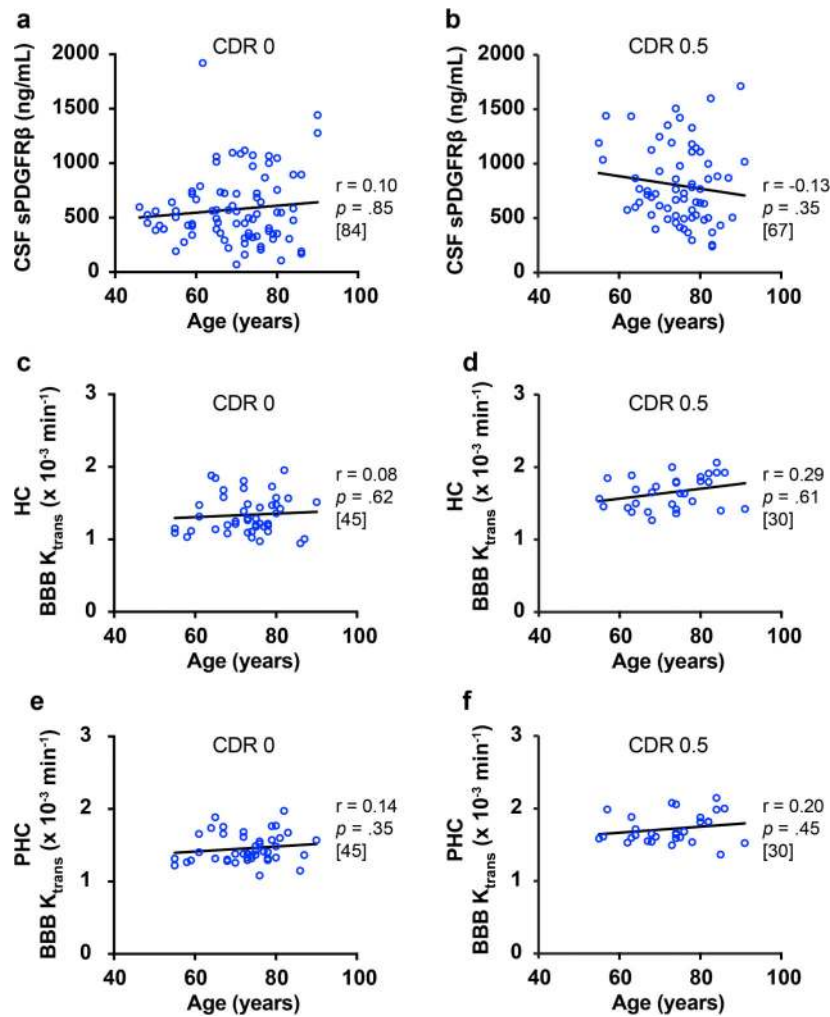 a
CDR 0
CSF sPDGFRβ (ng/mL)
2000
1500
1000
500
0
40
60
80
100
Age (years)
r = 0.10
p = .85
[84]
b
CDR 0.5
CSF sPDGFRβ (ng/mL)
2000
1500
1000
500
0
40
60
80
100
Age (years)
r = -0.13
p = .35
[67]
c
CDR 0
HC
BBB Ktrans (x 10-3 min-1)
3
2
1
0
40
60
80
100
Age (years)
r = 0.08
p = .62
[45]
d
CDR 0.5
HC
BBB Ktrans (x 10-3 min-1)
3
2
1
0
40
60
80
100
Age (years)
r = 0.29
p = .61
[30]
e
CDR 0
PHC
BBB Ktrans (x 10-3 min-1)
3
2
1
0
40
60
80
100
Age (years)
r = 0.14
p = .35
[45]
f
CDR 0.5
PHC
BBB Ktrans (x 10-3 min-1)
3
2
1
0
40
60
80
100
Age (years)
r = 0.20
p = .45
[30]